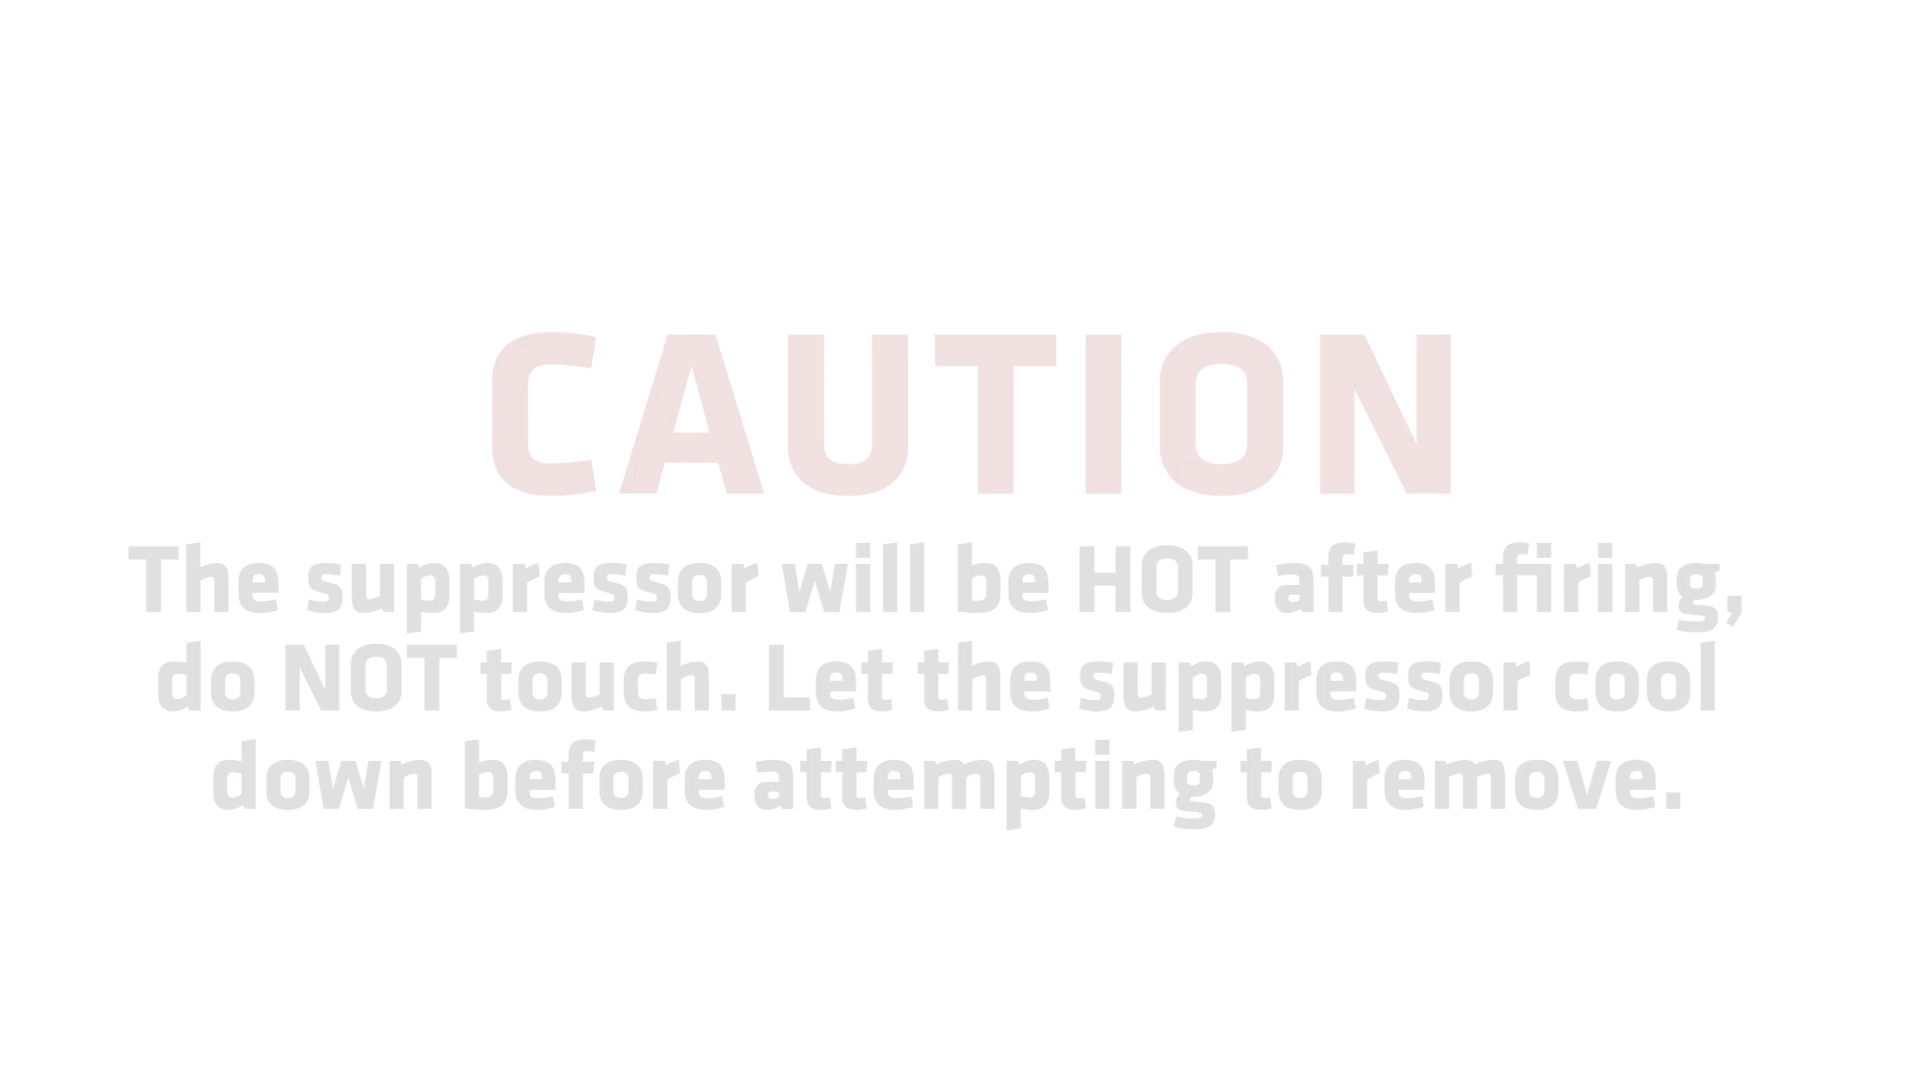 CAUTION
The suppressor will be HOT after firing,
do NOT touch. Let the suppressor cool
down before attempting to remove.